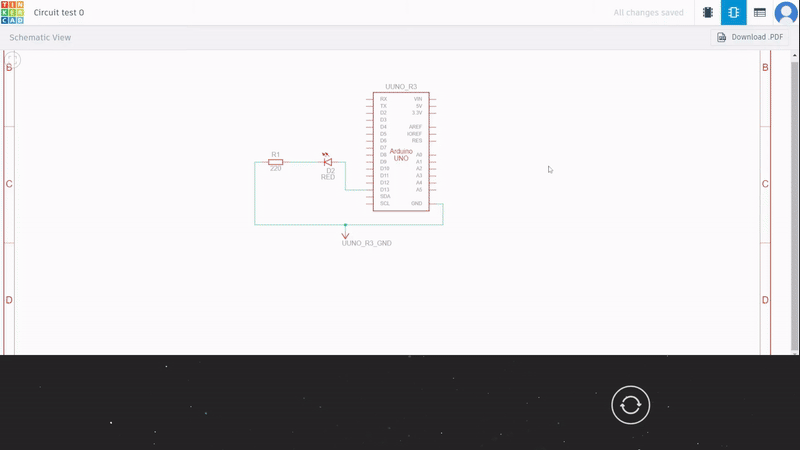 TIN
KER
CAD
Circuit test 0
All changes saved
Schematic View
Download .PDF
B
B
UUNO_R3
RX
VIN
TX
5V
D2
3.3V
D3
D4
AREF
D5
IOREF
D6
RES
D7
Arduino
UNO
D8
A0
D9
A1
D10
A2
D11
A3
D12
A4
D13
A5
SDA
SCL
GND
R1
220
D2
RED
C
C
UUNO_R3_GND
D
D